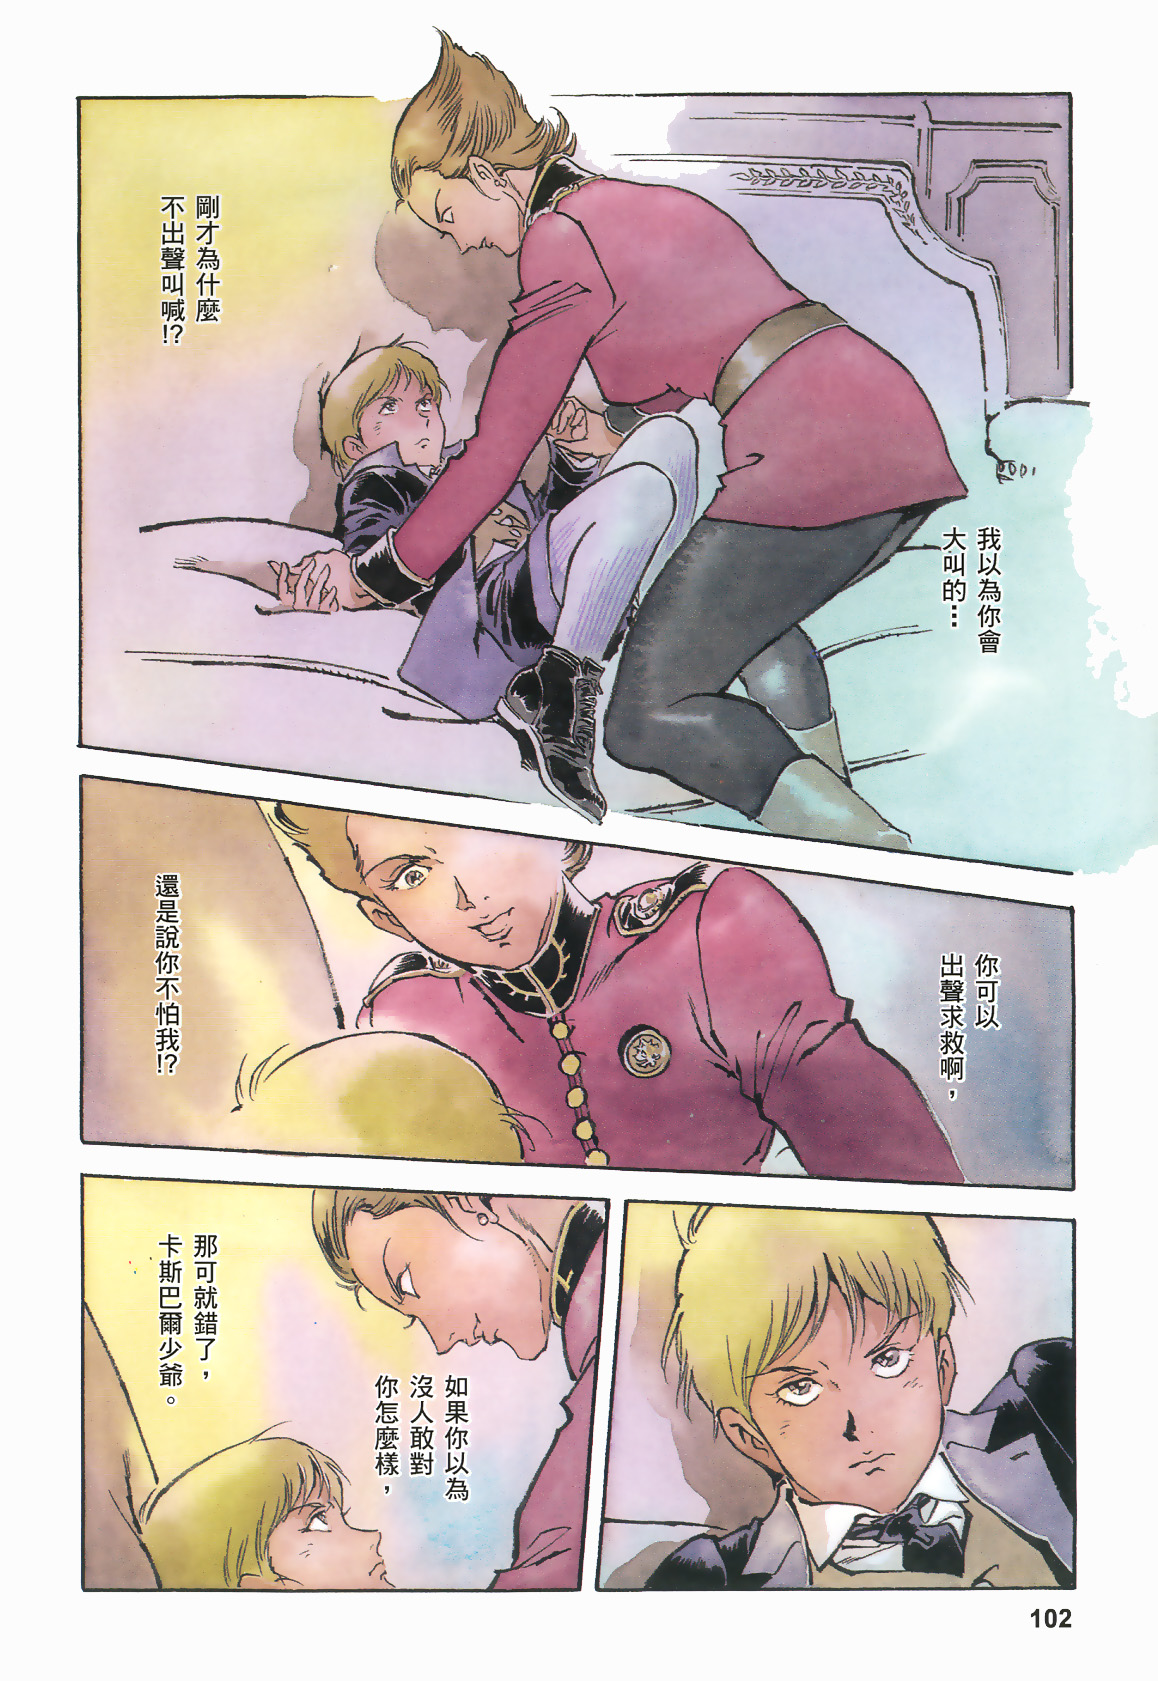 我以為你會
大叫的…
剛才為什麼
不出聲叫喊!?
你可以
出聲求救啊，
還是說你不怕我!?
如果你以為
沒人敢對
你怎麼樣，
那可就錯了，
卡斯巴爾少爺。
102